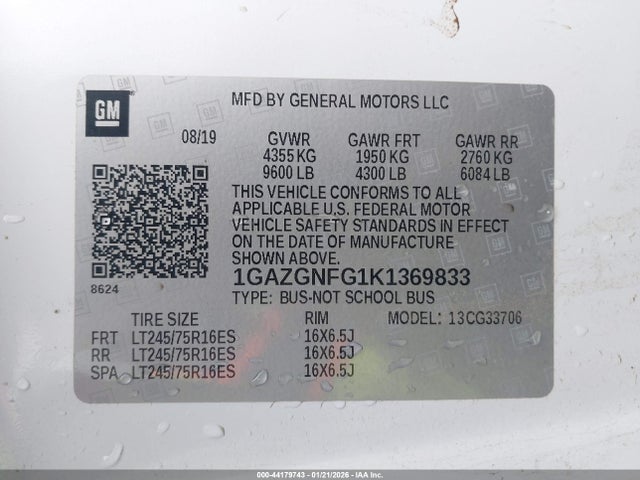 GM
MFD BY GENERAL MOTORS LLC
08/19 GVWR GAWR FRT GAWR RR
4355 KG 1950 KG 2760 KG
9600 LB 4300 LB 6084 LB
THIS VEHICLE CONFORMS TO ALL
APPLICABLE U.S. FEDERAL MOTOR
VEHICLE SAFETY STANDARDS IN EFFECT
ON THE DATE OF MANUFACTURE
SHOWN ABOVE.
1GAZGNFG1K1369833
8624
TYPE: BUS-NOT SCHOOL BUS
TIRE SIZE RIM MODEL: 13CG33706
FRT LT245/75R16ES 16X6.5J
RR LT245/75R16ES 16X6.5J
SPA LT245/75R16ES 16X6.5J
000-44179743 - 01/21/2026 - IAAI.com